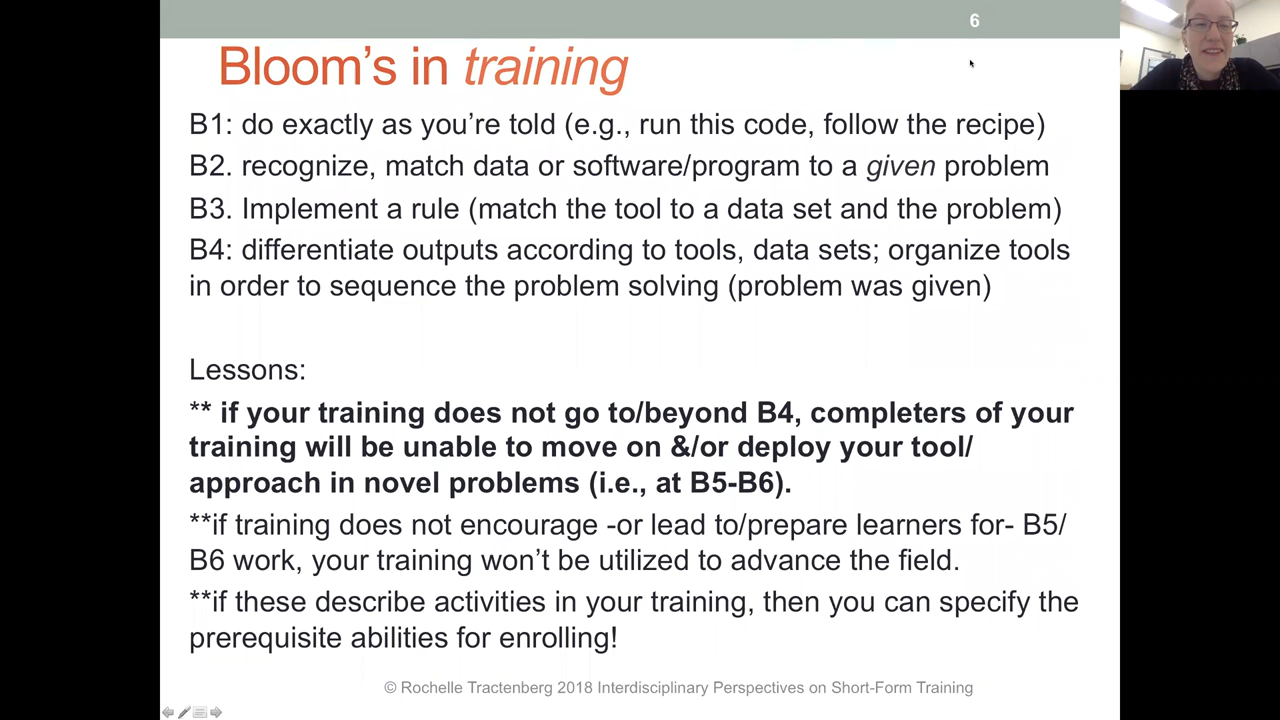 6
Bloom’s in training
B1: do exactly as you’re told (e.g., run this code, follow the recipe)
B2. recognize, match data or software/program to a given problem
B3. Implement a rule (match the tool to a data set and the problem)
B4: differentiate outputs according to tools, data sets; organize tools
in order to sequence the problem solving (problem was given)
Lessons:
** if your training does not go to/beyond B4, completers of your
training will be unable to move on &/or deploy your tool/
approach in novel problems (i.e., at B5-B6).
**if training does not encourage -or lead to/prepare learners for- B5/
B6 work, your training won’t be utilized to advance the field.
**if these describe activities in your training, then you can specify the
prerequisite abilities for enrolling!
© Rochelle Tractenberg 2018 Interdisciplinary Perspectives on Short-Form Training